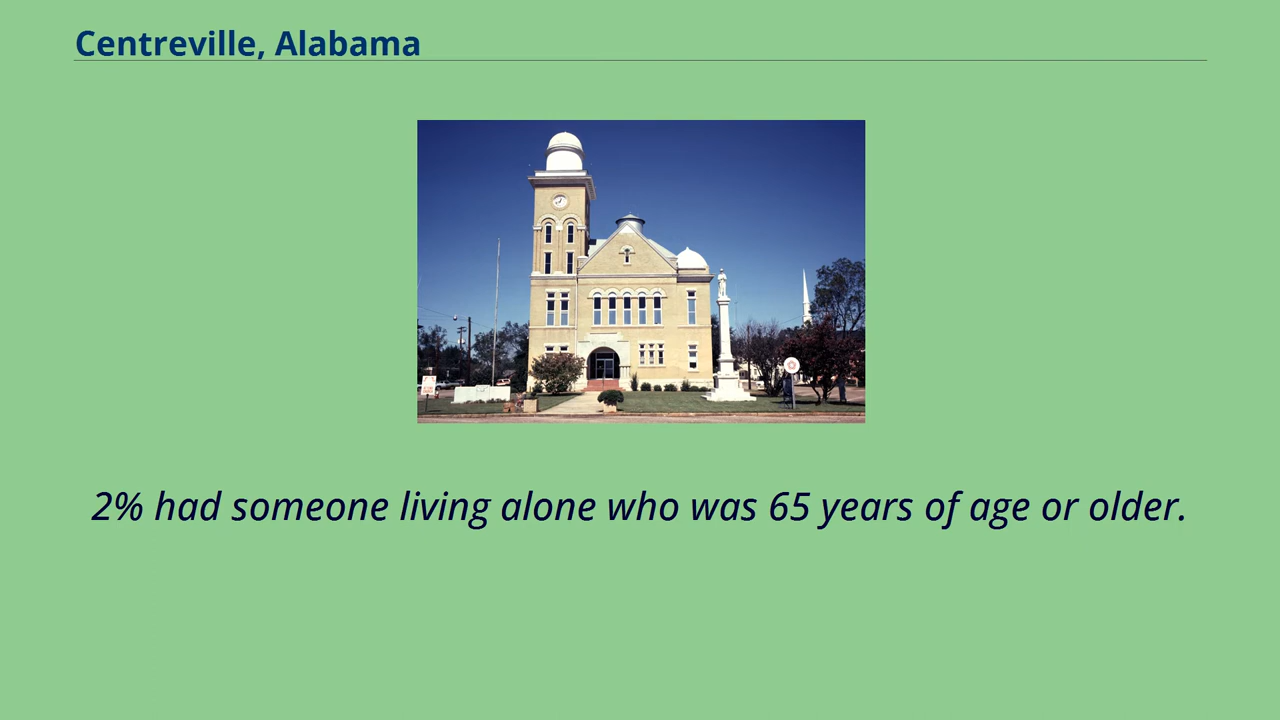 Centreville, Alabama
2% had someone living alone who was 65 years of age or older.